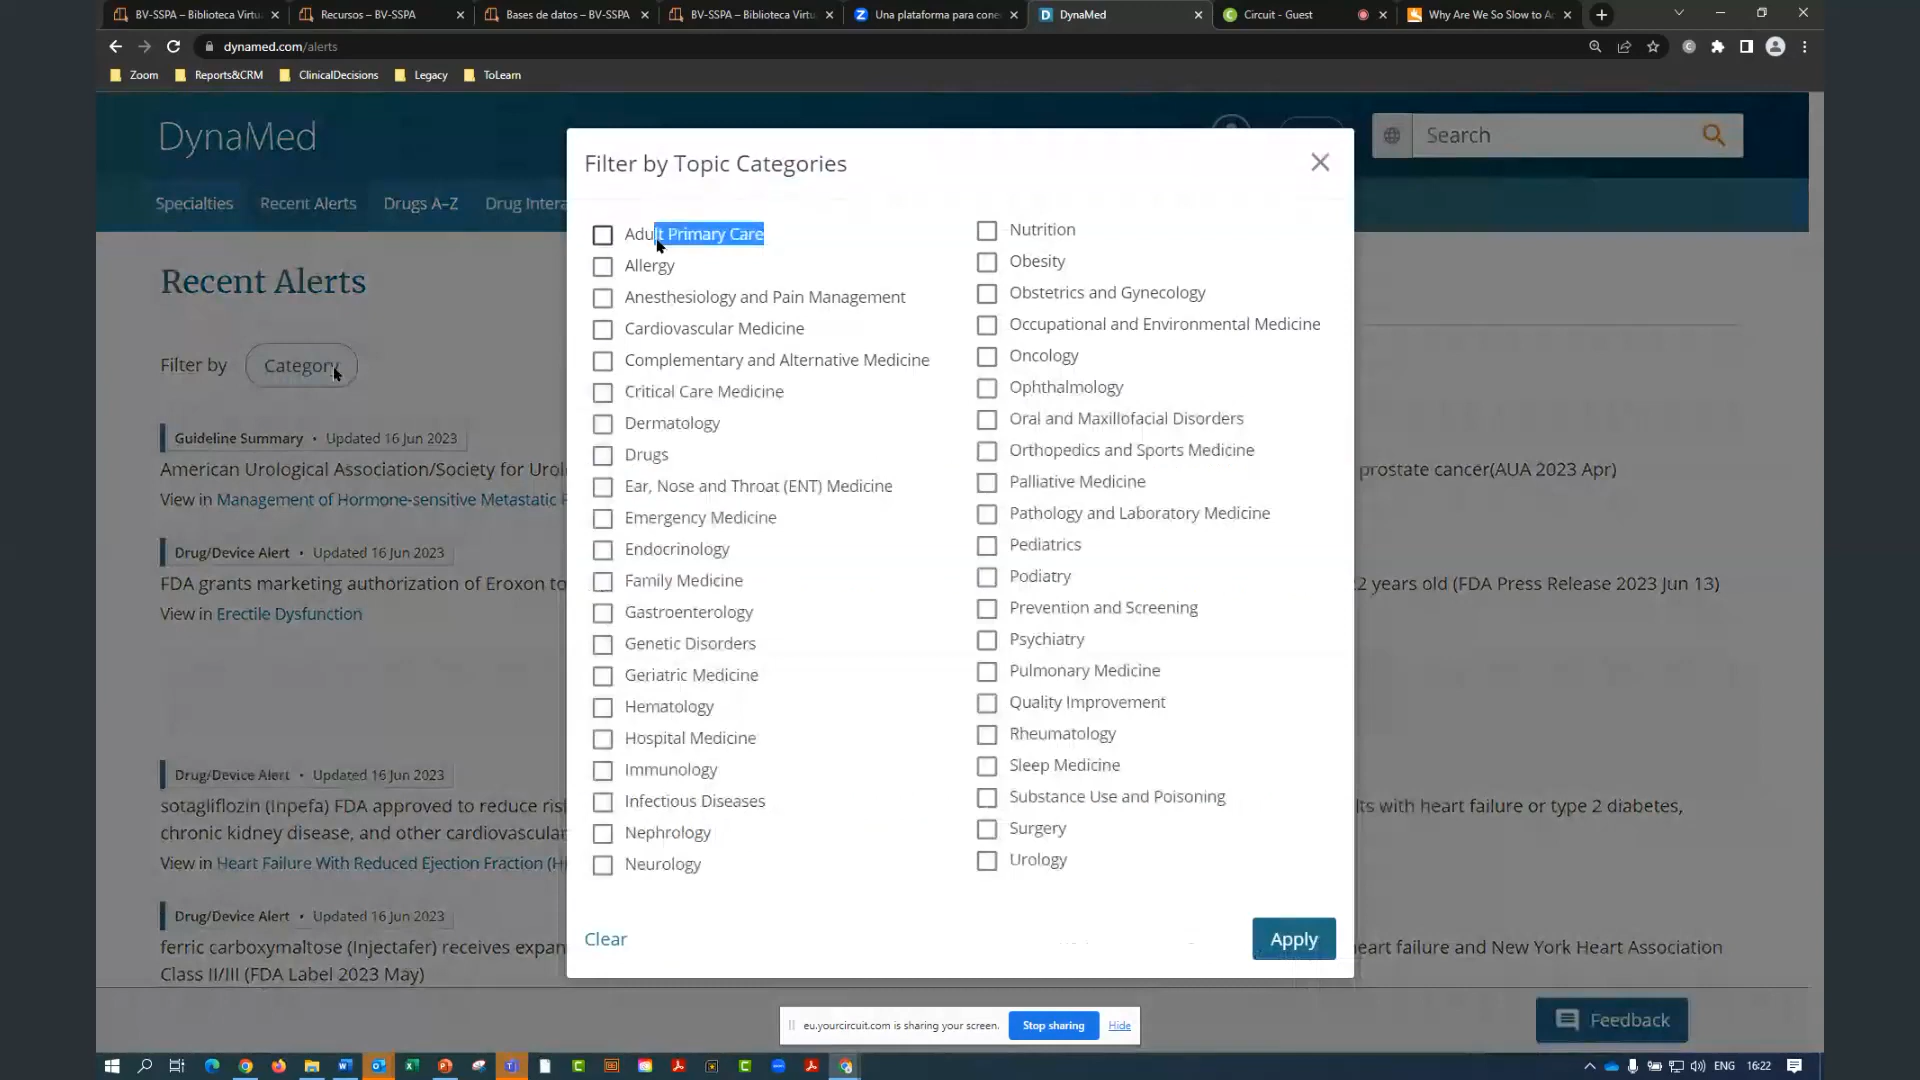 BV-SSPA – Biblioteca Virtu
Recursos – BV-SSPA
Bases de datos – BV-SSPA
BV-SSPA – Biblioteca Virtu
Una plataforma para cone
DynaMed
Circuit - Guest
Why Are We So Slow to A
dynamed.com/alerts
Zoom
Reports&CRM
ClinicalDecisions
Legacy
ToLearn
DynaMed
Search
Specialties
Recent Alerts
Drugs A–Z
Drug Intera
Recent Alerts
Filter by
Category
Guideline Summary • Updated 16 Jun 2023
American Urological Association/Society for Urol
prostate cancer(AUA 2023 Apr)
View in Management of Hormone-sensitive Metastatic P
Drug/Device Alert • Updated 16 Jun 2023
FDA grants marketing authorization of Eroxon to
2 years old (FDA Press Release 2023 Jun 13)
View in Erectile Dysfunction
Drug/Device Alert • Updated 16 Jun 2023
sotagliflozin (Inpefa) FDA approved to reduce ris
lts with heart failure or type 2 diabetes,
chronic kidney disease, and other cardiovascular
View in Heart Failure With Reduced Ejection Fraction (H
Drug/Device Alert • Updated 16 Jun 2023
ferric carboxymaltose (Injectafer) receives expan
heart failure and New York Heart Association
Class II/III (FDA Label 2023 May)
Filter by Topic Categories
Adult Primary Care
Allergy
Anesthesiology and Pain Management
Cardiovascular Medicine
Complementary and Alternative Medicine
Critical Care Medicine
Dermatology
Drugs
Ear, Nose and Throat (ENT) Medicine
Emergency Medicine
Endocrinology
Family Medicine
Gastroenterology
Genetic Disorders
Geriatric Medicine
Hematology
Hospital Medicine
Immunology
Infectious Diseases
Nephrology
Neurology
Nutrition
Obesity
Obstetrics and Gynecology
Occupational and Environmental Medicine
Oncology
Ophthalmology
Oral and Maxillofacial Disorders
Orthopedics and Sports Medicine
Palliative Medicine
Pathology and Laboratory Medicine
Pediatrics
Podiatry
Prevention and Screening
Psychiatry
Pulmonary Medicine
Quality Improvement
Rheumatology
Sleep Medicine
Substance Use and Poisoning
Surgery
Urology
Clear
Apply
eu.yourcircuit.com is sharing your screen.
Stop sharing
Hide
Feedback
ENG
16:22